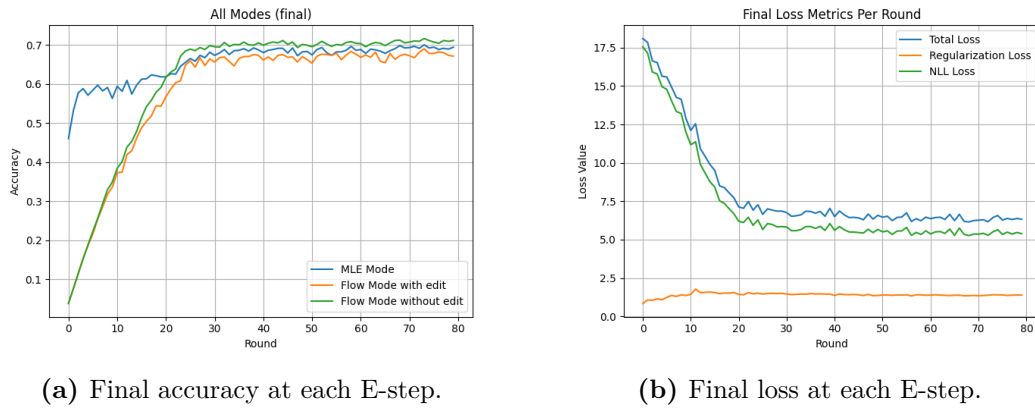 All Modes (final)
Accuracy
0.7
0.6
0.5
0.4
0.3
0.2
0.1
0 10 20 30 40 50 60 70 80
Round
MLE Mode
Flow Mode with edit
Flow Mode without edit
(a) Final accuracy at each E-step.
Final Loss Metrics Per Round
Loss Value
17.5
15.0
12.5
10.0
7.5
5.0
2.5
0.0
0 10 20 30 40 50 60 70 80
Round
Total Loss
Regularization Loss
NLL Loss
(b) Final loss at each E-step.